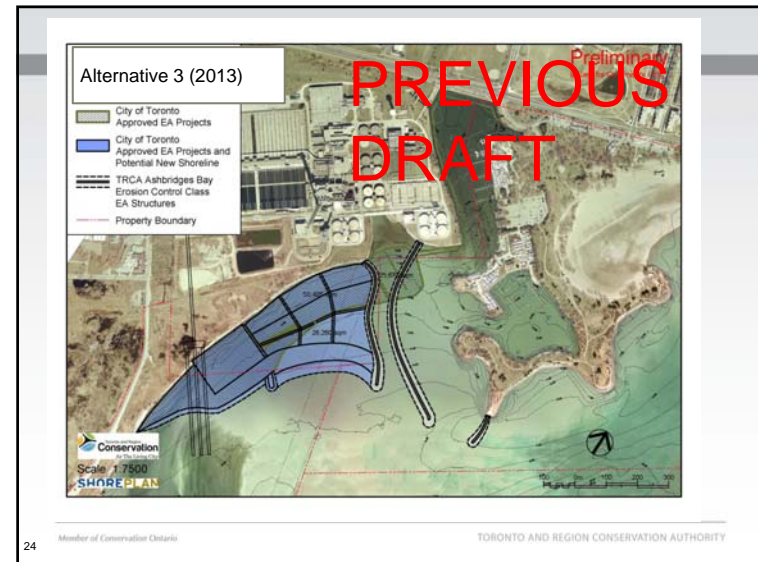 Alternative 3 (2013)
Preliminary
PREVIOUS
DRAFT
City of Toronto
Approved EA Projects
City of Toronto
Approved EA Projects and
Potential New Shoreline
TRCA Ashbridges Bay
Erosion Control Class
EA Structures
Property Boundary
Conservation
Scale 1:7500
SHOREPLAN
24
Member of Conservation Ontario
TORONTO AND REGION CONSERVATION AUTHORITY